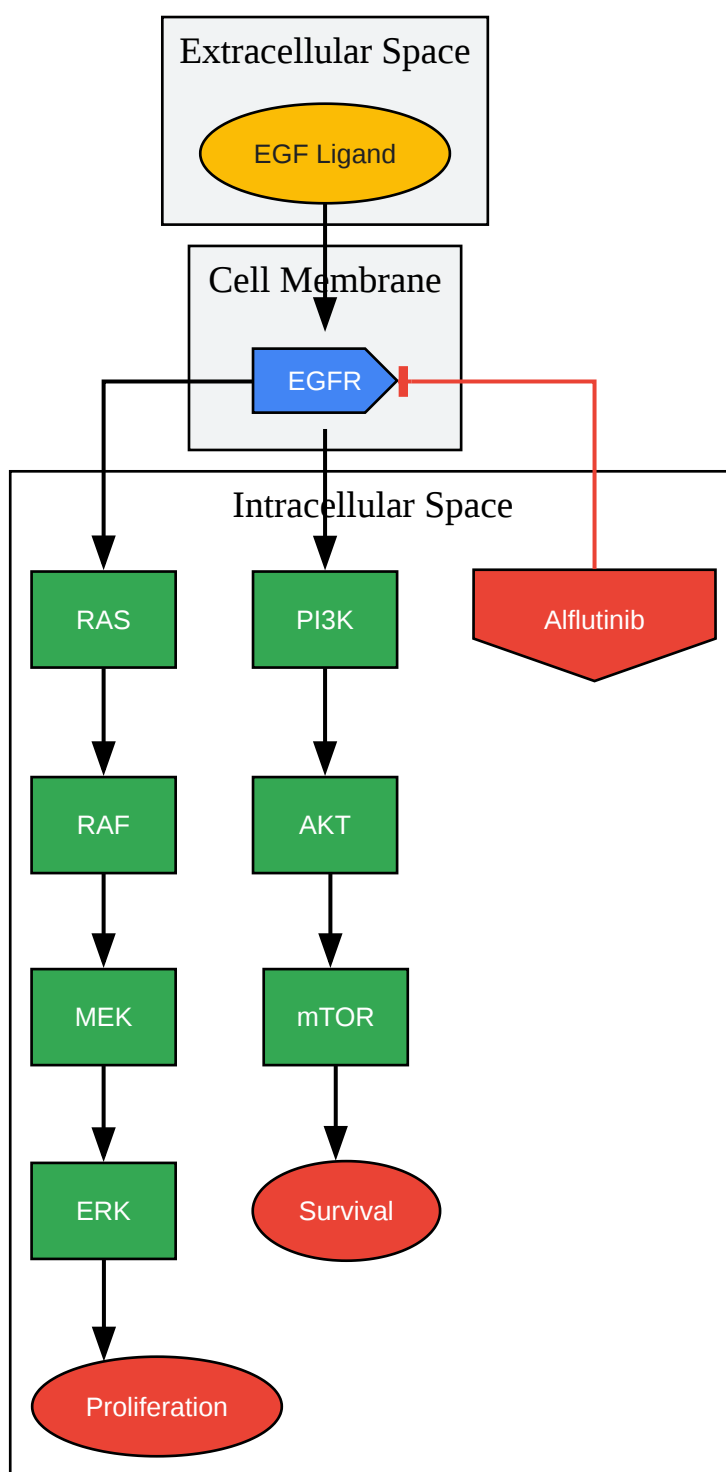 Extracellular Space
EGF Ligand
Cell Membrane
EGFR
Intracellular Space
RAS
PI3K
Alflutinib
RAF
AKT
MEK
mTOR
ERK
Survival
Proliferation